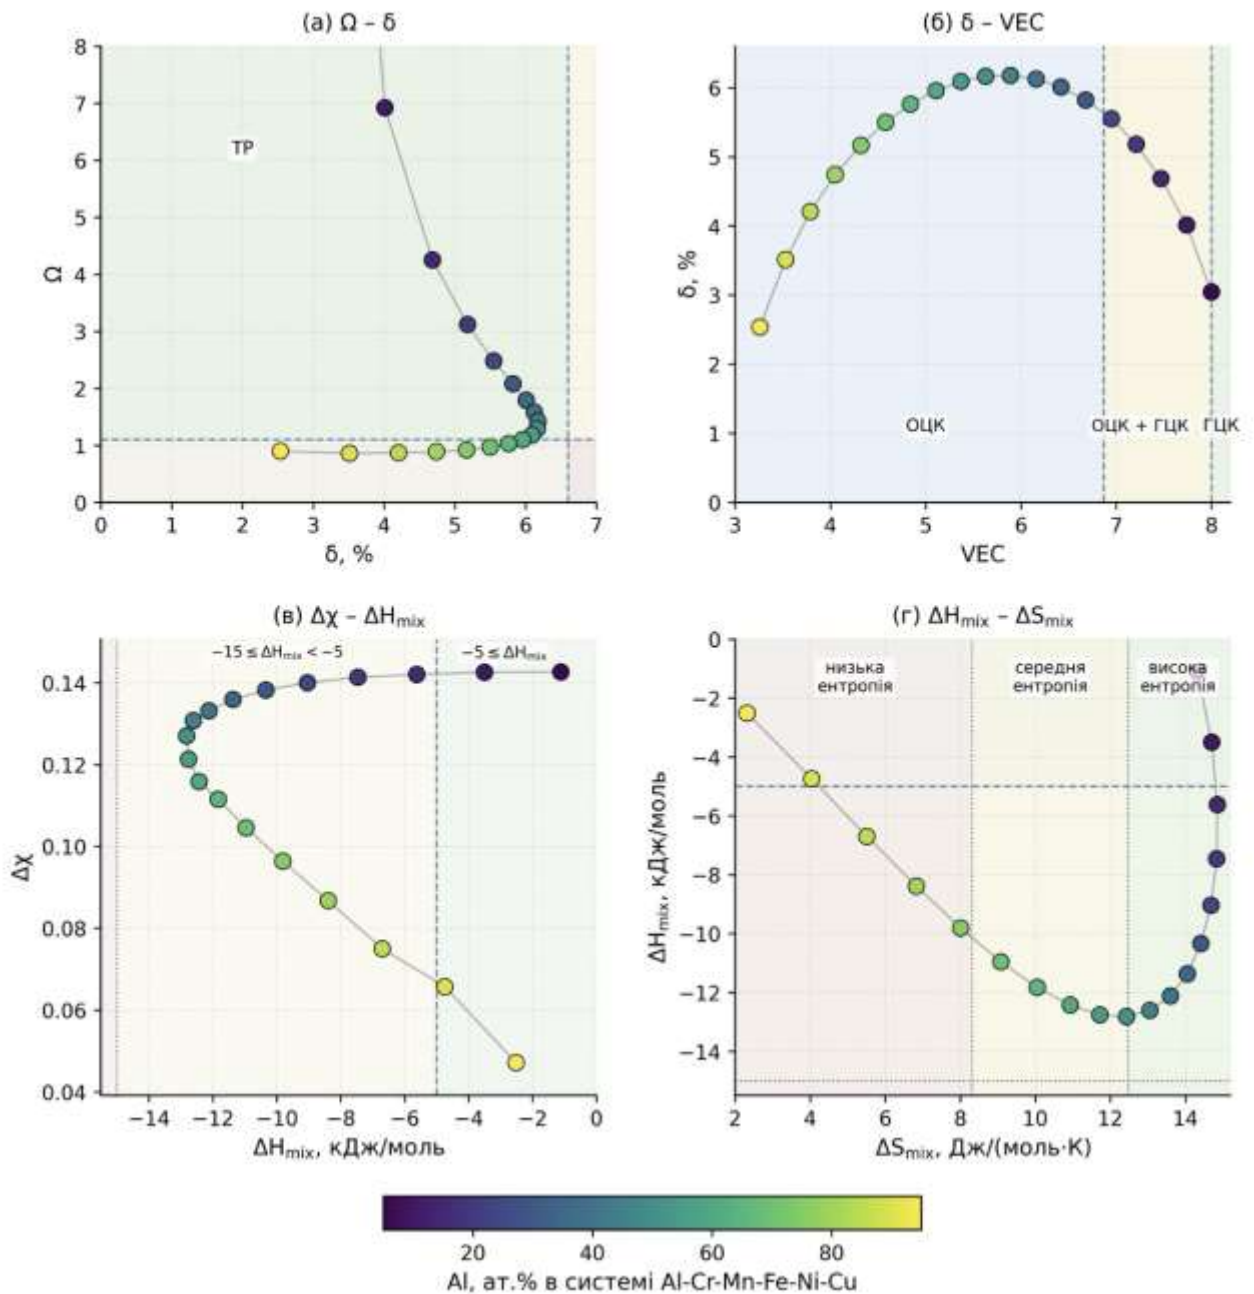 (а) Ω – δ
8
7
6
5
4
3
2
1
0
Ω
ТР
0 1 2 3 4 5 6 7
δ, %
(б) δ – VEC
6
5
4
3
2
1
0
δ, %
ОЦК
ОЦК + ГЦК
ГЦК
3 4 5 6 7 8
VEC
(в) Δχ – ΔHmix
−15 ≤ ΔHmix < −5
−5 ≤ ΔHmix
0.14
0.12
0.10
0.08
0.06
0.04
Δχ
−14 −12 −10 −8 −6 −4 −2 0
ΔHmix, кДж/моль
(г) ΔHmix – ΔSmix
0
−2
−4
−6
−8
−10
−12
−14
ΔHmix, кДж/моль
низька
ентропія
середня
ентропія
висока
ентропія
2 4 6 8 10 12 14
ΔSmix, Дж/(моль·К)
20 40 60 80
Al, ат.% в системі Al-Cr-Mn-Fe-Ni-Cu